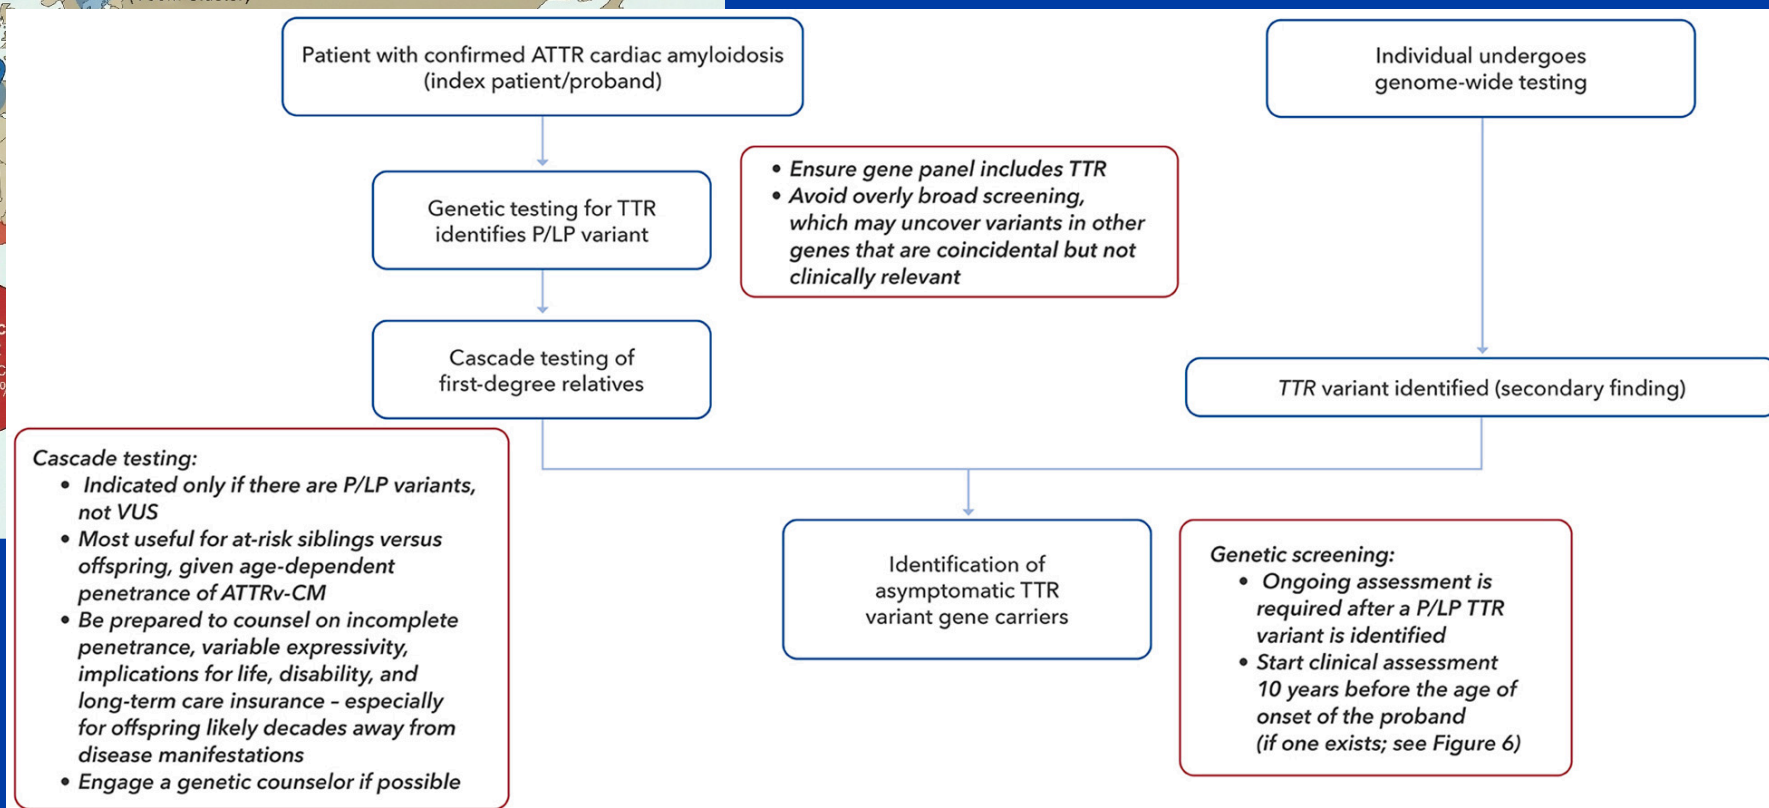 Patient with confirmed ATTR cardiac amyloidosis
(index patient/proband)
Individual undergoes
genome-wide testing
Genetic testing for TTR
identifies P/LP variant
• Ensure gene panel includes TTR
• Avoid overly broad screening,
which may uncover variants in other
genes that are coincidental but not
clinically relevant
Cascade testing of
first-degree relatives
TTR variant identified (secondary finding)
Cascade testing:
• Indicated only if there are P/LP variants,
not VUS
• Most useful for at-risk siblings versus
offspring, given age-dependent
penetrance of ATTRv-CM
• Be prepared to counsel on incomplete
penetrance, variable expressivity,
implications for life, disability, and
long-term care insurance – especially
for offspring likely decades away from
disease manifestations
• Engage a genetic counselor if possible
Identification of
asymptomatic TTR
variant gene carriers
Genetic screening:
• Ongoing assessment is
required after a P/LP TTR
variant is identified
• Start clinical assessment
10 years before the age of
onset of the proband
(if one exists; see Figure 6)